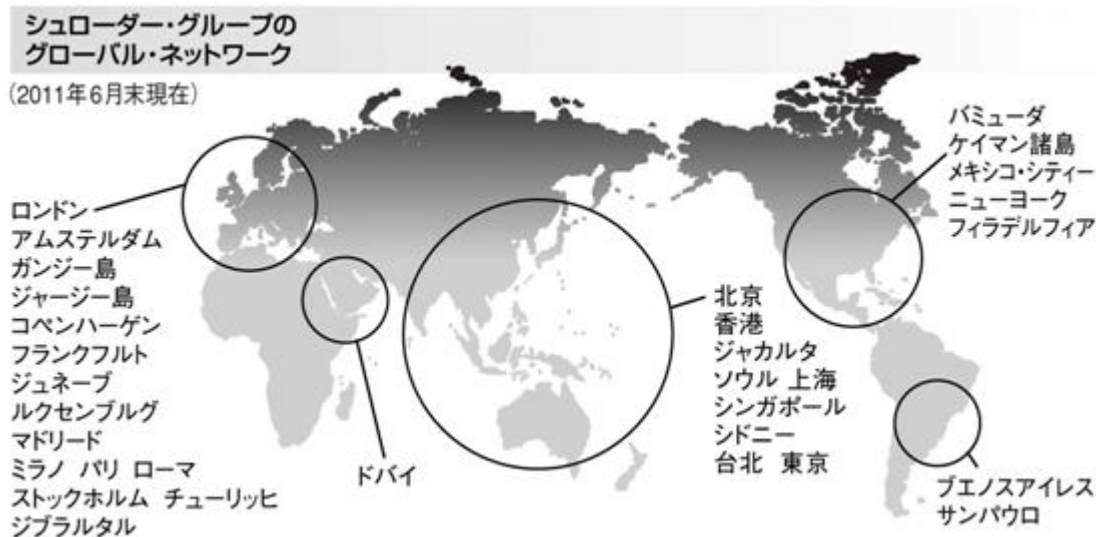 シュローダー・グループの
グローバル・ネットワーク
(2011年6月末現在)
ロンドン
アムステルダム
ガンジー島
ジャージー島
コペンハーゲン
フランクフルト
ジュネーブ
ルクセンブルグ
マドリード
ミラノ パリ ローマ
ストックホルム チューリッヒ
ジブラルタル
ドバイ
北京
香港
ジャカルタ
ソウル 上海
シンガポール
シドニー
台北 東京
バミューダ
ケイマン諸島
メキシコ・シティー
ニューヨーク
フィラデルフィア
ブエノスアイレス
サンパウロ